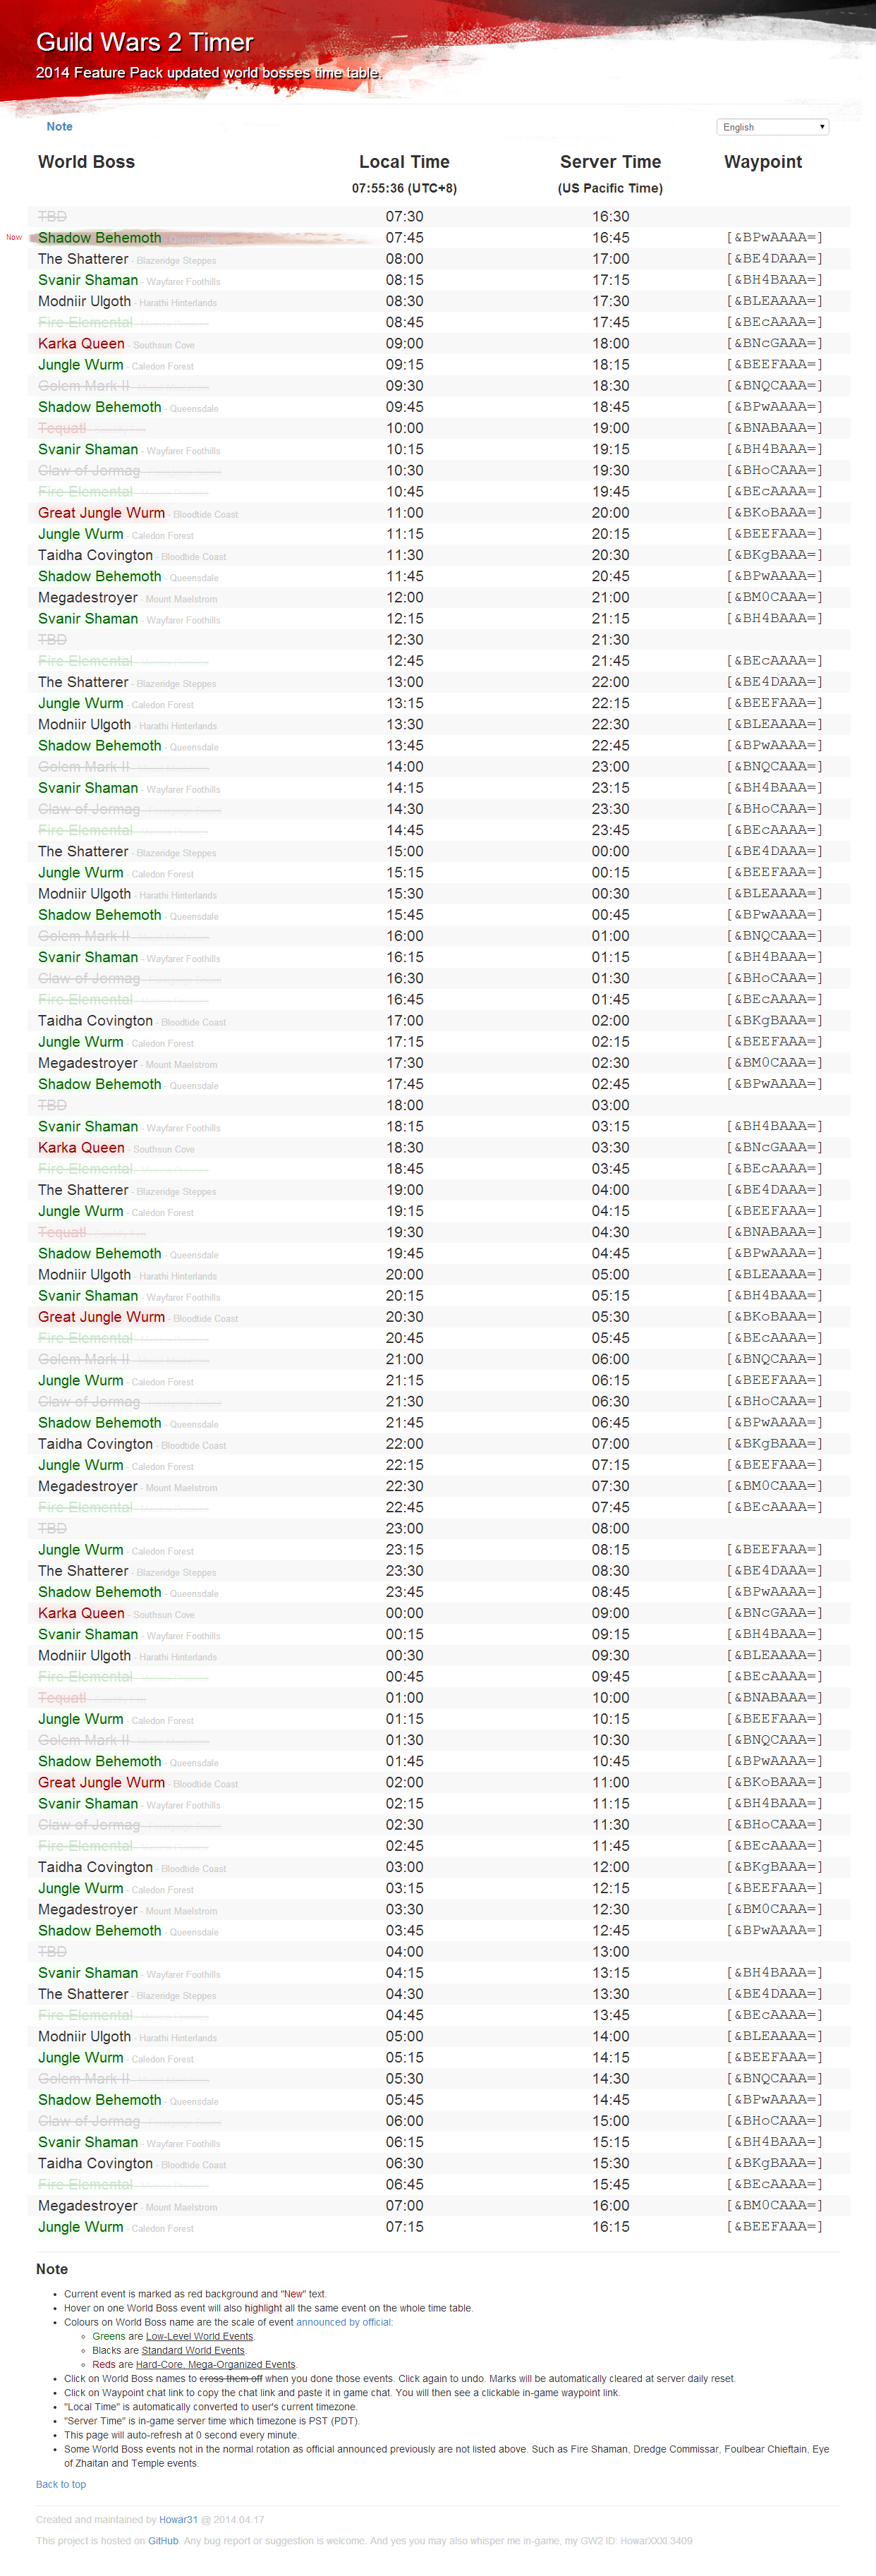 Guild Wars 2 Timer
2014 Feature Pack updated world bosses time table.
Note English
World Boss Local Time Server Time Waypoint
07:55:36 (UTC+8) (US Pacific Time)
TBD 07:30 16:30
Now Shadow Behemoth 07:45 16:45 [&BPwAAAA=]
The Shatterer - Blazeridge Steppes 08:00 17:00 [&BE4DAAA=]
Svanir Shaman - Wayfarer Foothills 08:15 17:15 [&BH4BAAA=]
Modniir Ulgoth - Harathi Hinterlands 08:30 17:30 [&BLEAAAA=]
Fire Elemental 08:45 17:45 [&BEcAAAA=]
Karka Queen - Southsun Cove 09:00 18:00 [&BNcGAAA=]
Jungle Wurm - Caledon Forest 09:15 18:15 [&BEEFAAA=]
Golem Mark II 09:30 18:30 [&BNQCAAA=]
Shadow Behemoth - Queensdale 09:45 18:45 [&BPwAAAA=]
Tequatl 10:00 19:00 [&BNABAAA=]
Svanir Shaman - Wayfarer Foothills 10:15 19:15 [&BH4BAAA=]
Claw of Jormag 10:30 19:30 [&BHoCAAA=]
Fire Elemental 10:45 19:45 [&BEcAAAA=]
Great Jungle Wurm - Bloodtide Coast 11:00 20:00 [&BKoBAAA=]
Jungle Wurm - Caledon Forest 11:15 20:15 [&BEEFAAA=]
Taidha Covington - Bloodtide Coast 11:30 20:30 [&BKgBAAA=]
Shadow Behemoth - Queensdale 11:45 20:45 [&BPwAAAA=]
Megadestroyer - Mount Maelstrom 12:00 21:00 [&BM0CAAA=]
Svanir Shaman - Wayfarer Foothills 12:15 21:15 [&BH4BAAA=]
TBD 12:30 21:30
Fire Elemental 12:45 21:45 [&BEcAAAA=]
The Shatterer - Blazeridge Steppes 13:00 22:00 [&BE4DAAA=]
Jungle Wurm - Caledon Forest 13:15 22:15 [&BEEFAAA=]
Modniir Ulgoth - Harathi Hinterlands 13:30 22:30 [&BLEAAAA=]
Shadow Behemoth - Queensdale 13:45 22:45 [&BPwAAAA=]
Golem Mark II 14:00 23:00 [&BNQCAAA=]
Svanir Shaman - Wayfarer Foothills 14:15 23:15 [&BH4BAAA=]
Claw of Jormag 14:30 23:30 [&BHoCAAA=]
Fire Elemental 14:45 23:45 [&BEcAAAA=]
The Shatterer - Blazeridge Steppes 15:00 00:00 [&BE4DAAA=]
Jungle Wurm - Caledon Forest 15:15 00:15 [&BEEFAAA=]
Modniir Ulgoth - Harathi Hinterlands 15:30 00:30 [&BLEAAAA=]
Shadow Behemoth - Queensdale 15:45 00:45 [&BPwAAAA=]
Golem Mark II 16:00 01:00 [&BNQCAAA=]
Svanir Shaman - Wayfarer Foothills 16:15 01:15 [&BH4BAAA=]
Claw of Jormag 16:30 01:30 [&BHoCAAA=]
Fire Elemental 16:45 01:45 [&BEcAAAA=]
Taidha Covington - Bloodtide Coast 17:00 02:00 [&BKgBAAA=]
Jungle Wurm - Caledon Forest 17:15 02:15 [&BEEFAAA=]
Megadestroyer - Mount Maelstrom 17:30 02:30 [&BM0CAAA=]
Shadow Behemoth - Queensdale 17:45 02:45 [&BPwAAAA=]
TBD 18:00 03:00
Svanir Shaman - Wayfarer Foothills 18:15 03:15 [&BH4BAAA=]
Karka Queen - Southsun Cove 18:30 03:30 [&BNcGAAA=]
Fire Elemental 18:45 03:45 [&BEcAAAA=]
The Shatterer - Blazeridge Steppes 19:00 04:00 [&BE4DAAA=]
Jungle Wurm - Caledon Forest 19:15 04:15 [&BEEFAAA=]
Tequatl 19:30 04:30 [&BNABAAA=]
Shadow Behemoth - Queensdale 19:45 04:45 [&BPwAAAA=]
Modniir Ulgoth - Harathi Hinterlands 20:00 05:00 [&BLEAAAA=]
Svanir Shaman - Wayfarer Foothills 20:15 05:15 [&BH4BAAA=]
Great Jungle Wurm - Bloodtide Coast 20:30 05:30 [&BKoBAAA=]
Fire Elemental 20:45 05:45 [&BEcAAAA=]
Golem Mark II 21:00 06:00 [&BNQCAAA=]
Jungle Wurm - Caledon Forest 21:15 06:15 [&BEEFAAA=]
Claw of Jormag 21:30 06:30 [&BHoCAAA=]
Shadow Behemoth - Queensdale 21:45 06:45 [&BPwAAAA=]
Taidha Covington - Bloodtide Coast 22:00 07:00 [&BKgBAAA=]
Jungle Wurm - Caledon Forest 22:15 07:15 [&BEEFAAA=]
Megadestroyer - Mount Maelstrom 22:30 07:30 [&BM0CAAA=]
Fire Elemental 22:45 07:45 [&BEcAAAA=]
TBD 23:00 08:00
Jungle Wurm - Caledon Forest 23:15 08:15 [&BEEFAAA=]
The Shatterer - Blazeridge Steppes 23:30 08:30 [&BE4DAAA=]
Shadow Behemoth - Queensdale 23:45 08:45 [&BPwAAAA=]
Karka Queen - Southsun Cove 00:00 09:00 [&BNcGAAA=]
Svanir Shaman - Wayfarer Foothills 00:15 09:15 [&BH4BAAA=]
Modniir Ulgoth - Harathi Hinterlands 00:30 09:30 [&BLEAAAA=]
Fire Elemental 00:45 09:45 [&BEcAAAA=]
Tequatl 01:00 10:00 [&BNABAAA=]
Jungle Wurm - Caledon Forest 01:15 10:15 [&BEEFAAA=]
Golem Mark II 01:30 10:30 [&BNQCAAA=]
Shadow Behemoth - Queensdale 01:45 10:45 [&BPwAAAA=]
Great Jungle Wurm - Bloodtide Coast 02:00 11:00 [&BKoBAAA=]
Svanir Shaman - Wayfarer Foothills 02:15 11:15 [&BH4BAAA=]
Claw of Jormag 02:30 11:30 [&BHoCAAA=]
Fire Elemental 02:45 11:45 [&BEcAAAA=]
Taidha Covington - Bloodtide Coast 03:00 12:00 [&BKgBAAA=]
Jungle Wurm - Caledon Forest 03:15 12:15 [&BEEFAAA=]
Megadestroyer - Mount Maelstrom 03:30 12:30 [&BM0CAAA=]
Shadow Behemoth - Queensdale 03:45 12:45 [&BPwAAAA=]
TBD 04:00 13:00
Svanir Shaman - Wayfarer Foothills 04:15 13:15 [&BH4BAAA=]
The Shatterer - Blazeridge Steppes 04:30 13:30 [&BE4DAAA=]
Fire Elemental 04:45 13:45 [&BEcAAAA=]
Modniir Ulgoth - Harathi Hinterlands 05:00 14:00 [&BLEAAAA=]
Jungle Wurm - Caledon Forest 05:15 14:15 [&BEEFAAA=]
Golem Mark II 05:30 14:30 [&BNQCAAA=]
Shadow Behemoth - Queensdale 05:45 14:45 [&BPwAAAA=]
Claw of Jormag 06:00 15:00 [&BHoCAAA=]
Svanir Shaman - Wayfarer Foothills 06:15 15:15 [&BH4BAAA=]
Taidha Covington - Bloodtide Coast 06:30 15:30 [&BKgBAAA=]
Fire Elemental 06:45 15:45 [&BEcAAAA=]
Megadestroyer - Mount Maelstrom 07:00 16:00 [&BM0CAAA=]
Jungle Wurm - Caledon Forest 07:15 16:15 [&BEEFAAA=]
Note
Current event is marked as red background and "New" text.
Hover on one World Boss event will also highlight all the same event on the whole time table.
Colours on World Boss name are the scale of event announced by official:
Greens are Low-Level World Events.
Blacks are Standard World Events.
Reds are Hard-Core, Mega-Organized Events.
Click on World Boss names to cross them off when you done those events. Click again to undo. Marks will be automatically cleared at server daily reset.
Click on Waypoint chat link to copy the chat link and paste it in game chat. You will then see a clickable in-game waypoint link.
"Local Time" is automatically converted to user's current timezone.
"Server Time" is in-game server time which timezone is PST (PDT).
This page will auto-refresh at 0 second every minute.
Some World Boss events not in the normal rotation as official announced previously are not listed above. Such as Fire Shaman, Dredge Commissar, Foulbear Chieftain, Eye
of Zhaitan and Temple events.
Back to top
Created and maintained by Howar31 @ 2014.04.17
This project is hosted on GitHub. Any bug report or suggestion is welcome. And yes you may also whisper me in-game, my GW2 ID: HowarXXXI.3409